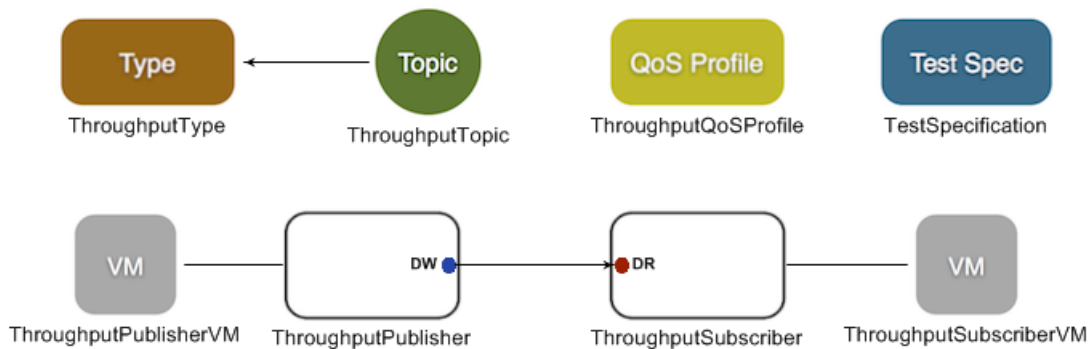 Type
Topic
QoS Profile
Test Spec
ThroughputType
ThroughputTopic
ThroughputQoSProfile
TestSpecification
VM
DW
DR
VM
ThroughputPublisherVM
ThroughputPublisher
ThroughputSubscriber
ThroughputSubscriberVM